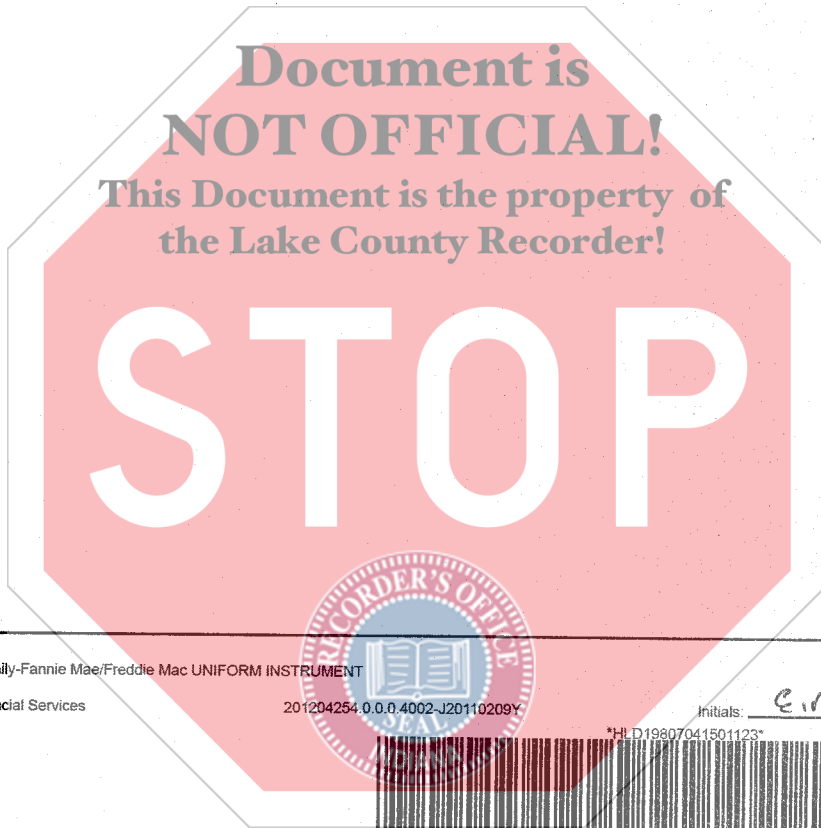 Document is
NOT OFFICIAL!
This Document is the property of
the Lake County Recorder!
STOP
RECORDER'S OFFICE
SEAL
INDIANA
ily-Fannie Mae/Freddie Mac UNIFORM INSTRUMENT
cial Services 201204254.0.0.0.4002-J20110209Y Initials:
*HLD19807041501123*